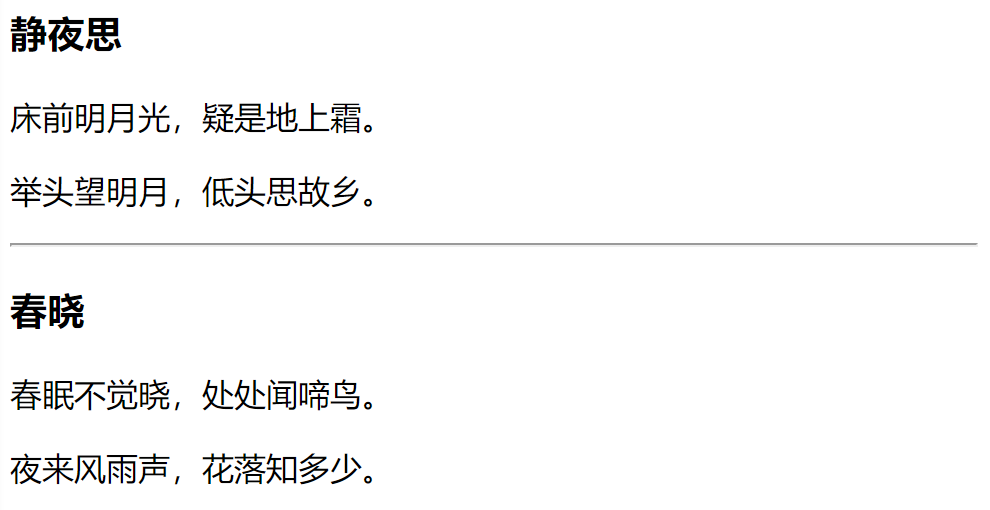 静夜思
床前明月光，疑是地上霜。
举头望明月，低头思故乡。
春晓
春眠不觉晓，处处闻啼鸟。
夜来风雨声，花落知多少。